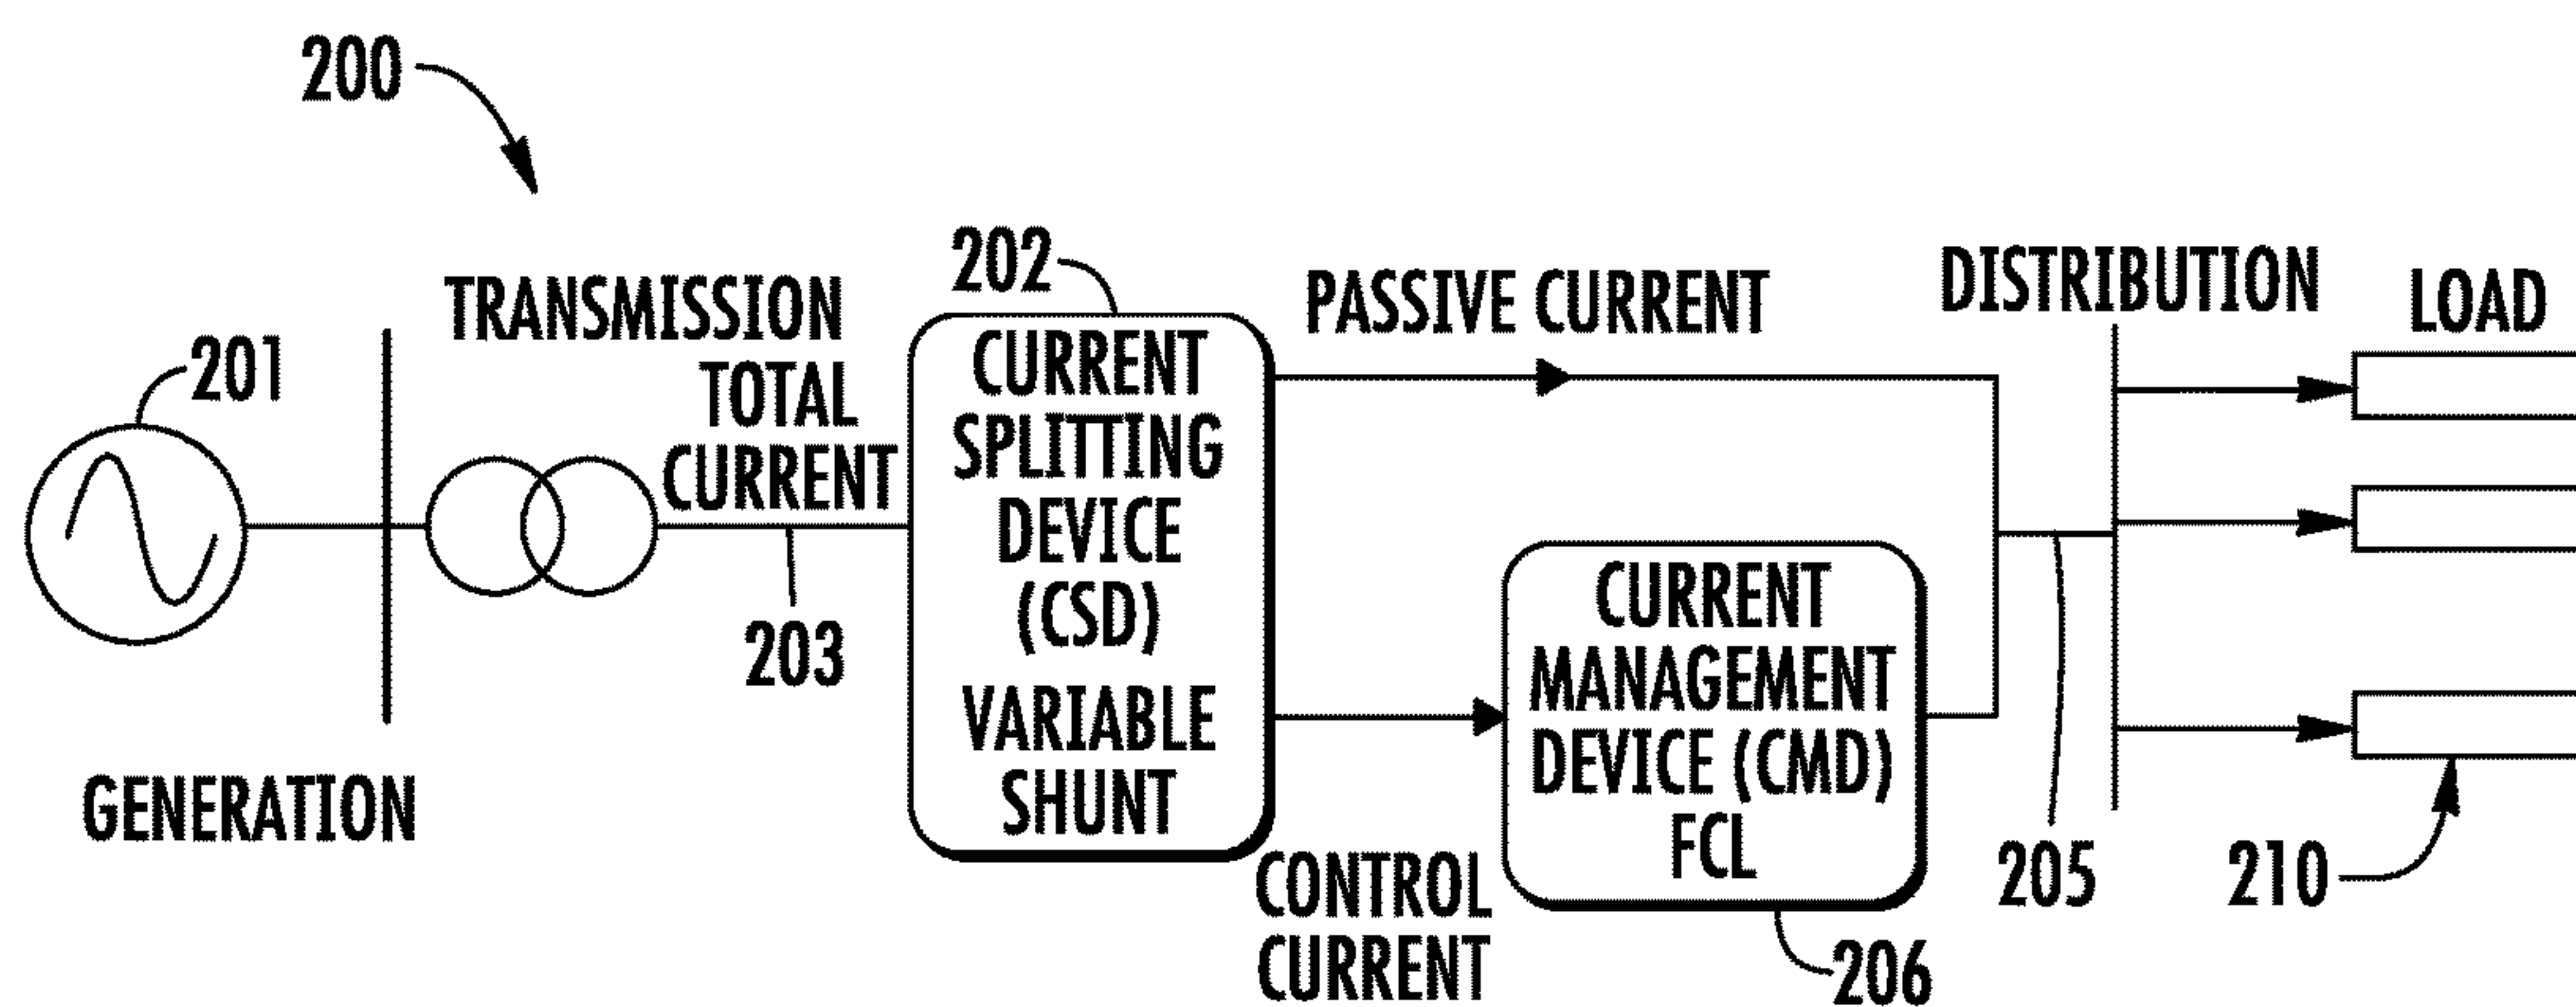 200
201
GENERATION
TRANSMISSION
TOTAL
CURRENT
203
202
CURRENT
SPLITTING
DEVICE
(CSD)
VARIABLE
SHUNT
PASSIVE CURRENT
CONTROL
CURRENT
CURRENT
MANAGEMENT
DEVICE (CMD)
FCL
206
205
DISTRIBUTION
LOAD
210